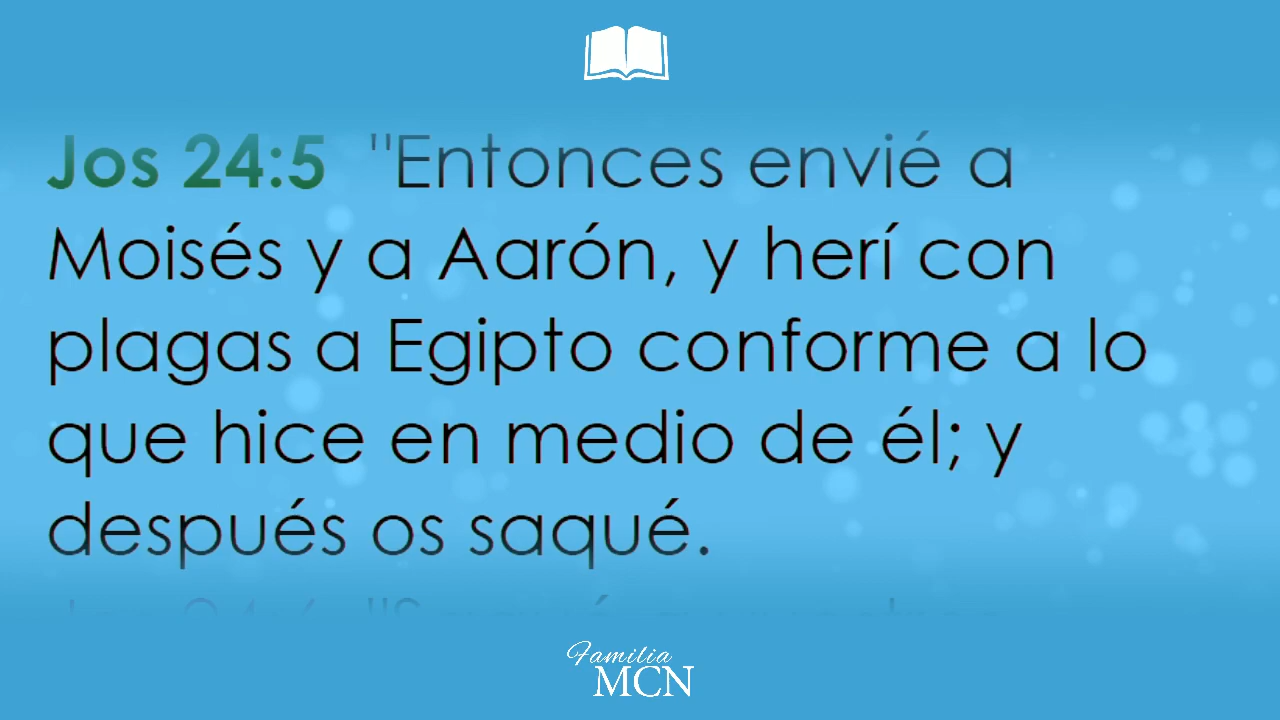 Jos 24:5 "Entonces envié a
Moisés y a Aarón, y herí con
plagas a Egipto conforme a lo
que hice en medio de él; y
después os saqué.
Familia
MCN